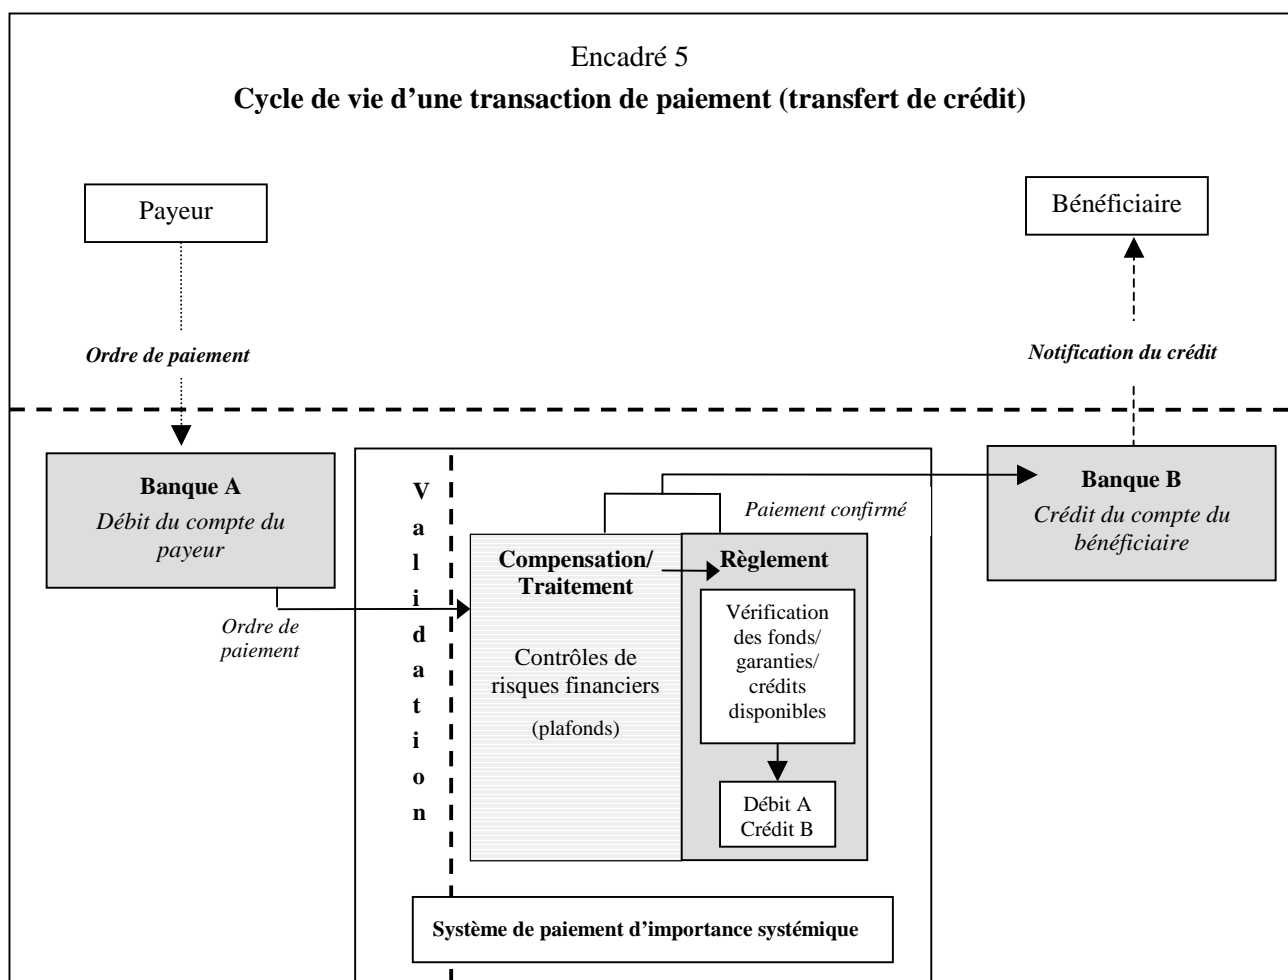 Encadré 5
Cycle de vie d’une transaction de paiement (transfert de crédit)
Payeur
Bénéficiaire
Ordre de paiement
Notification du crédit
Banque A
Débit du compte du
payeur
Validation
Paiement confirmé
Banque B
Crédit du compte du
bénéficiaire
Ordre de
paiement
Compensation/
Traitement
Contrôles de
risques financiers
(plafonds)
Règlement
Vérification
des fonds/
garanties/
crédits
disponibles
Débit A
Crédit B
Système de paiement d’importance systémique